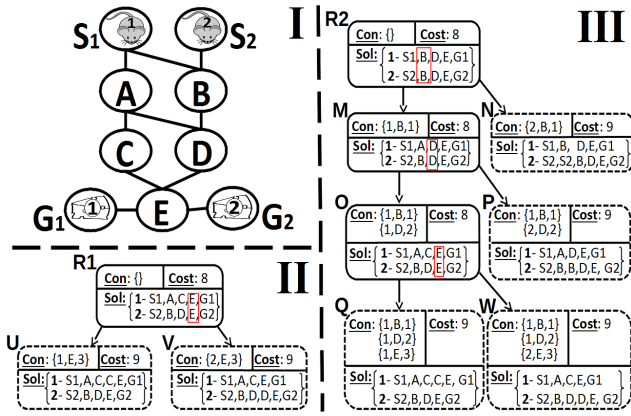 I
S1
1
2
S2
A
B
C
D
G1
1
E
2
G2
II
R1
Con: {}
Cost: 8
Sol:
1- S1,A,C,E,G1
2- S2,B,D,E,G2
U
Con: {1,E,3}
Cost: 9
Sol:
1- S1,A,C,C,E,G1
2- S2,B,D,E,G2
V
Con: {2,E,3}
Cost: 9
Sol:
1- S1,A,C,E,G1
2- S2,B,D,D,E,G2
III
R2
Con: {}
Cost: 8
Sol:
1- S1,B,D,E,G1
2- S2,B,D,E,G2
M
Con: {1,B,1}
Cost: 8
Sol:
1- S1,A,D,E,G1
2- S2,B,D,E,G2
N
Con: {2,B,1}
Cost: 9
Sol:
1- S1,B, D,E,G1
2- S2,S2,B,D,E,G2
O
Con: {1,B,1}
{1,D,2}
Cost: 8
Sol:
1- S1,A,C,E,G1
2- S2,B,D,E,G2
P
Con: {1,B,1}
{2,D,2}
Cost: 9
Sol:
1- S1,A,D,E,G1
2- S2,B,B,D,E, G2
Q
Con: {1,B,1}
{1,D,2}
{1,E,3}
Cost: 9
Sol:
1- S1,A,C,C,E, G1
2- S2,B,D,E,G2
W
Con: {1,B,1}
{1,D,2}
{2,E,3}
Cost: 9
Sol:
1- S1,A,C,E, G1
2- S2,B,D,D,E,G2